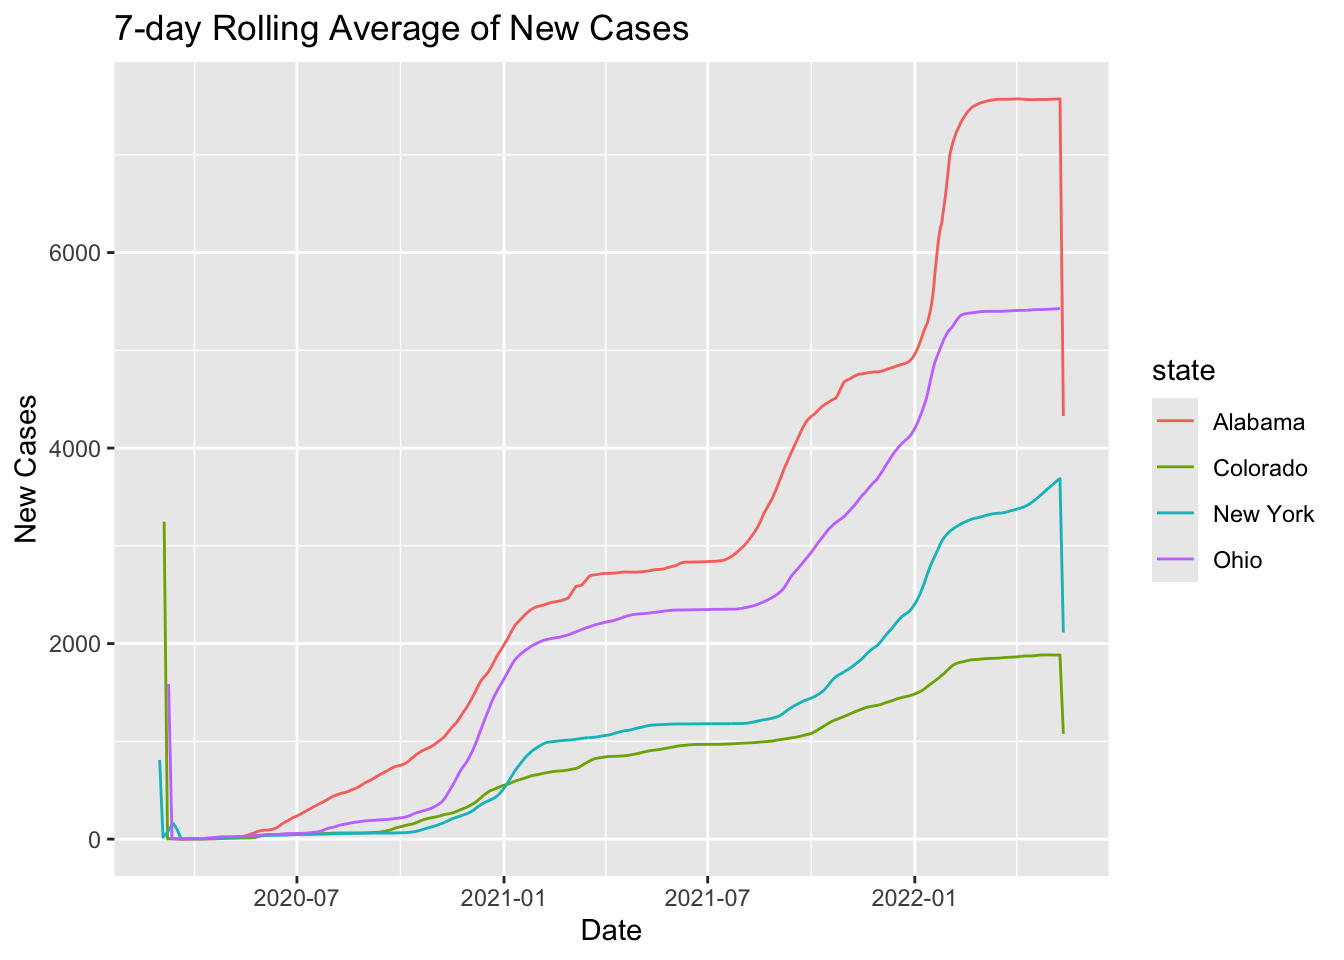 7-day Rolling Average of New Cases
New Cases
6000
4000
2000
0
2020-07
2021-01
2021-07
2022-01
Date
state
Alabama
Colorado
New York
Ohio